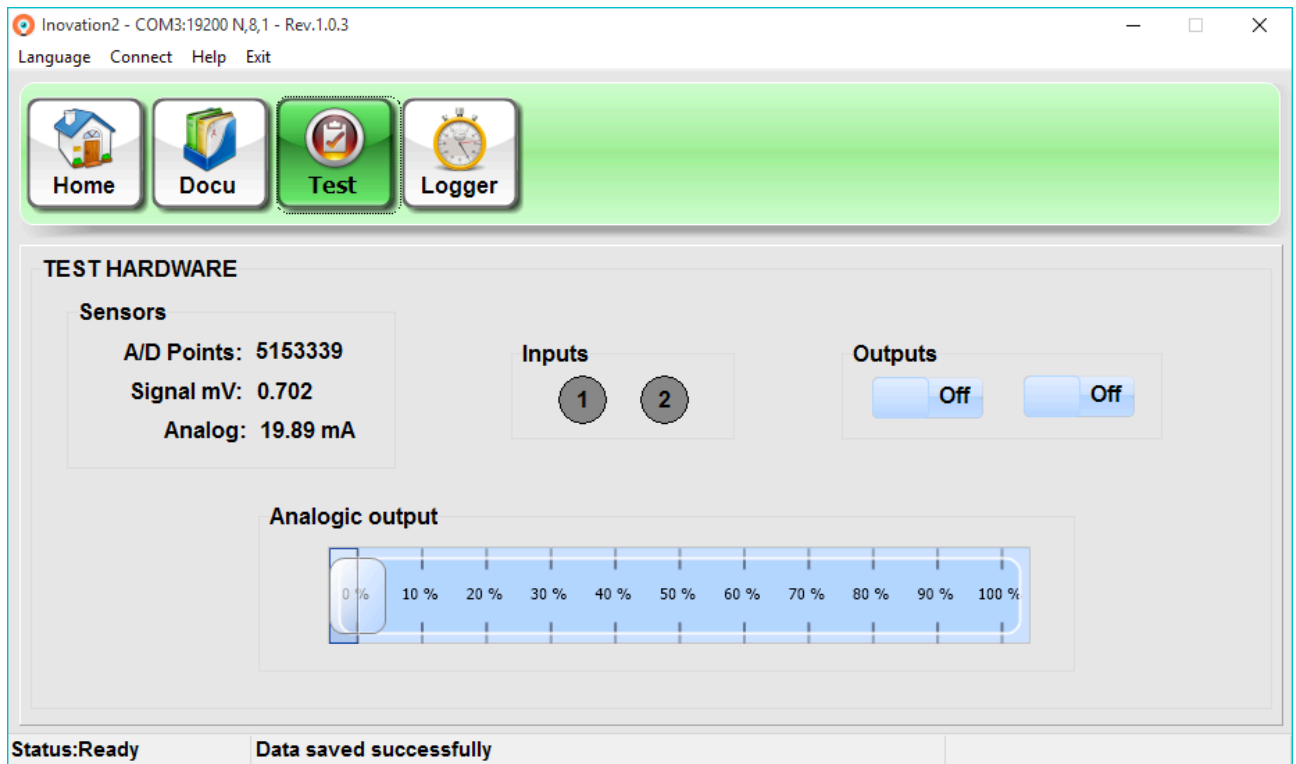 Inovation2 - COM3:19200 N,8,1 - Rev.1.0.3
Language Connect Help Exit
Home Docu Test Logger
TEST HARDWARE
Sensors
A/D Points: 5153339
Signal mV: 0.702
Analog: 19.89 mA
Inputs
1 2
Outputs
Off Off
Analogic output
0 % 10 % 20 % 30 % 40 % 50 % 60 % 70 % 80 % 90 % 100 %
Status:Ready Data saved successfully